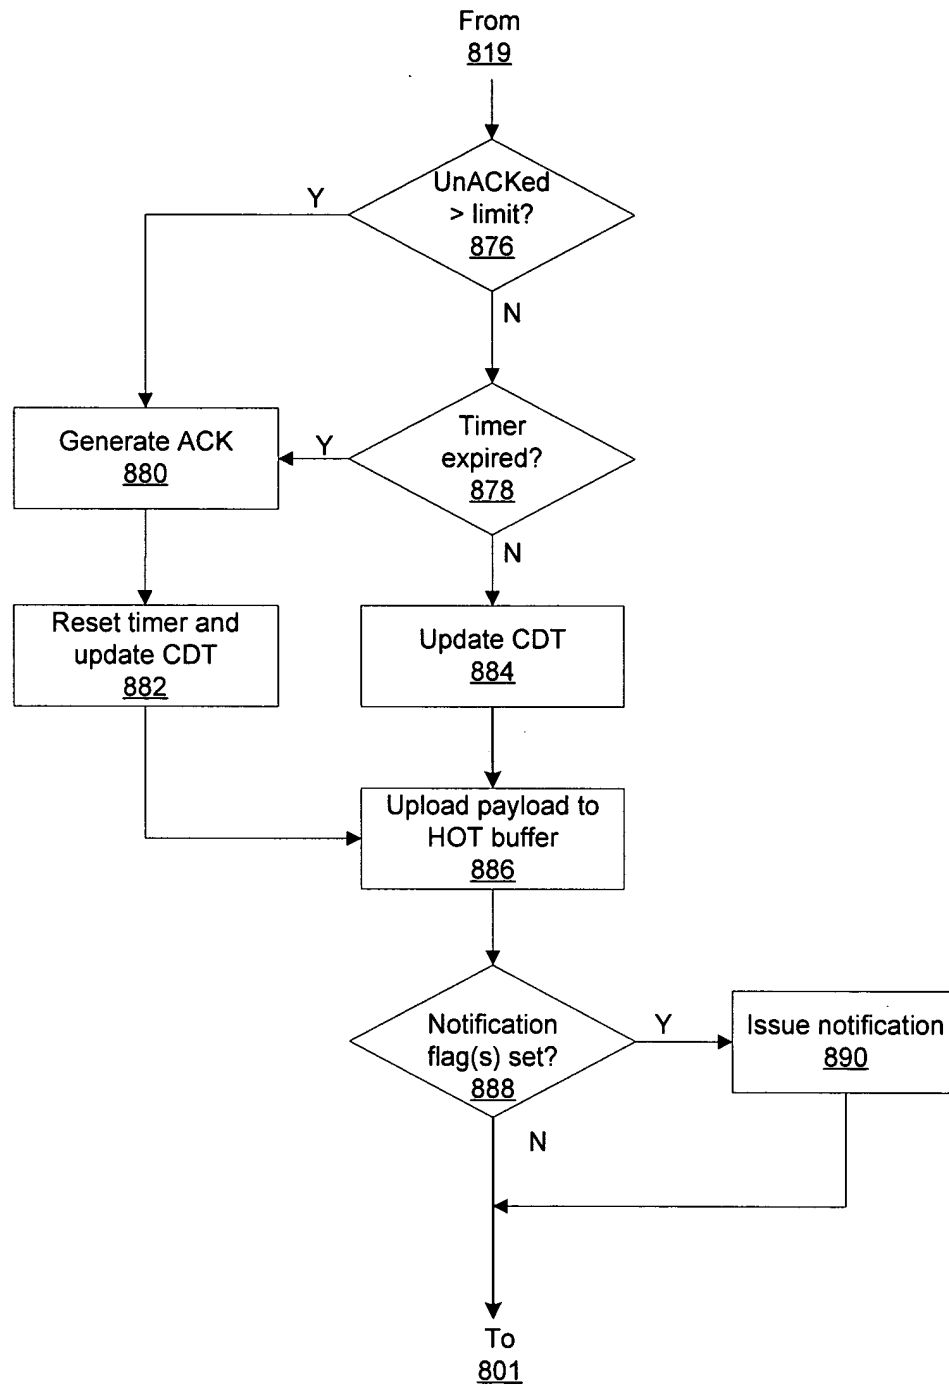 From
819
UnACKed
> limit?
876
Y
N
Timer
expired?
878
Y
Generate ACK
880
N
Reset timer and
update CDT
882
Update CDT
884
Upload payload to
HOT buffer
886
Notification
flag(s) set?
888
Y
Issue notification
890
N
To
801